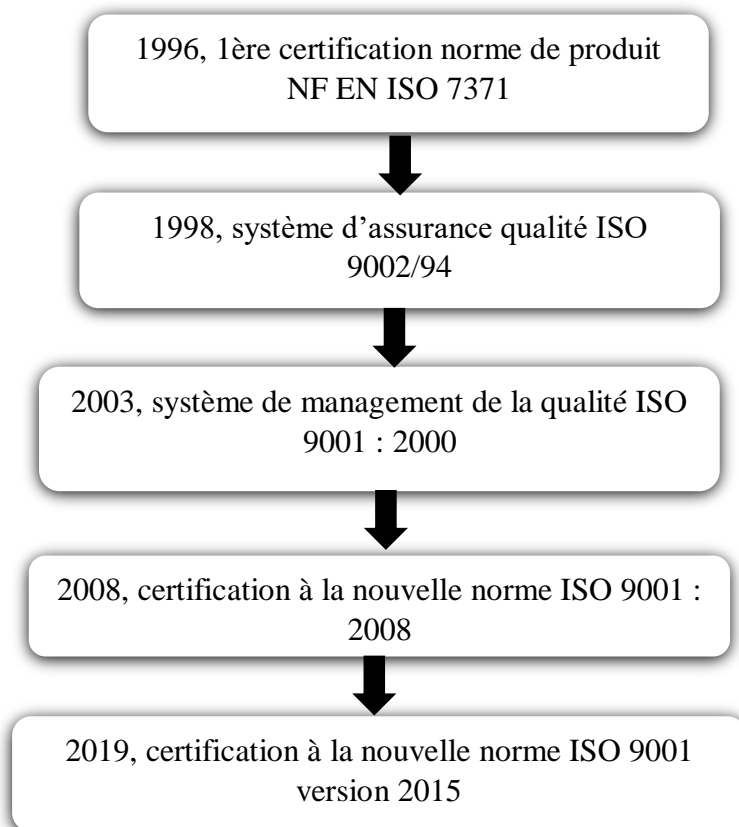 1996, 1ère certification norme de produit
NF EN ISO 7371
1998, système d’assurance qualité ISO
9002/94
2003, système de management de la qualité ISO
9001 : 2000
2008, certification à la nouvelle norme ISO 9001 :
2008
2019, certification à la nouvelle norme ISO 9001
version 2015